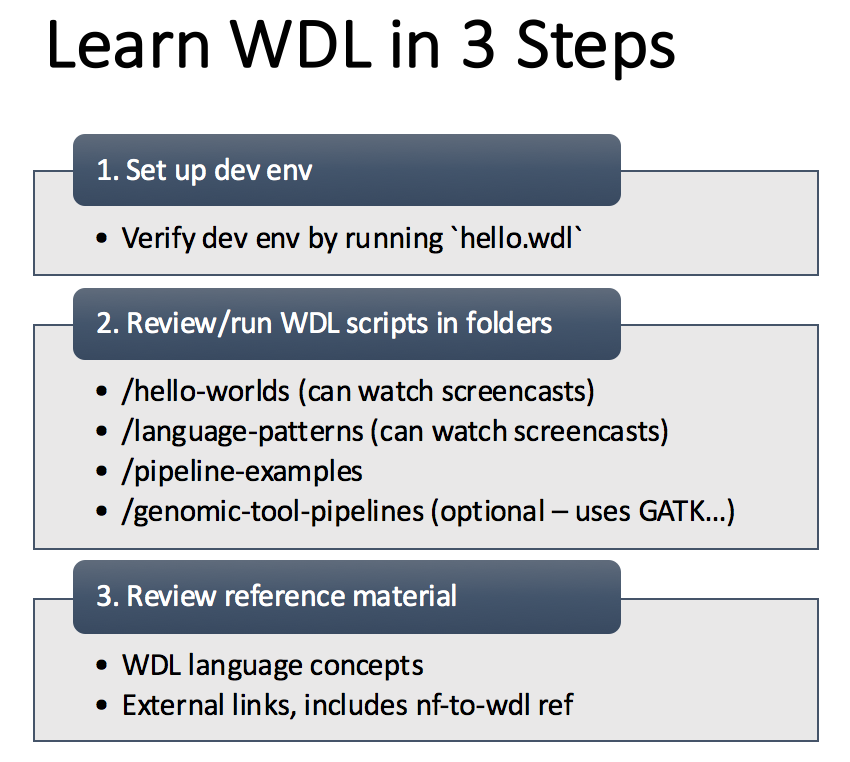 Learn WDL in 3 Steps
1. Set up dev env
• Verify dev env by running `hello.wdl`
2. Review/run WDL scripts in folders
• /hello-worlds (can watch screencasts)
• /language-patterns (can watch screencasts)
• /pipeline-examples
• /genomic-tool-pipelines (optional – uses GATK...)
3. Review reference material
• WDL language concepts
• External links, includes nf-to-wdl ref